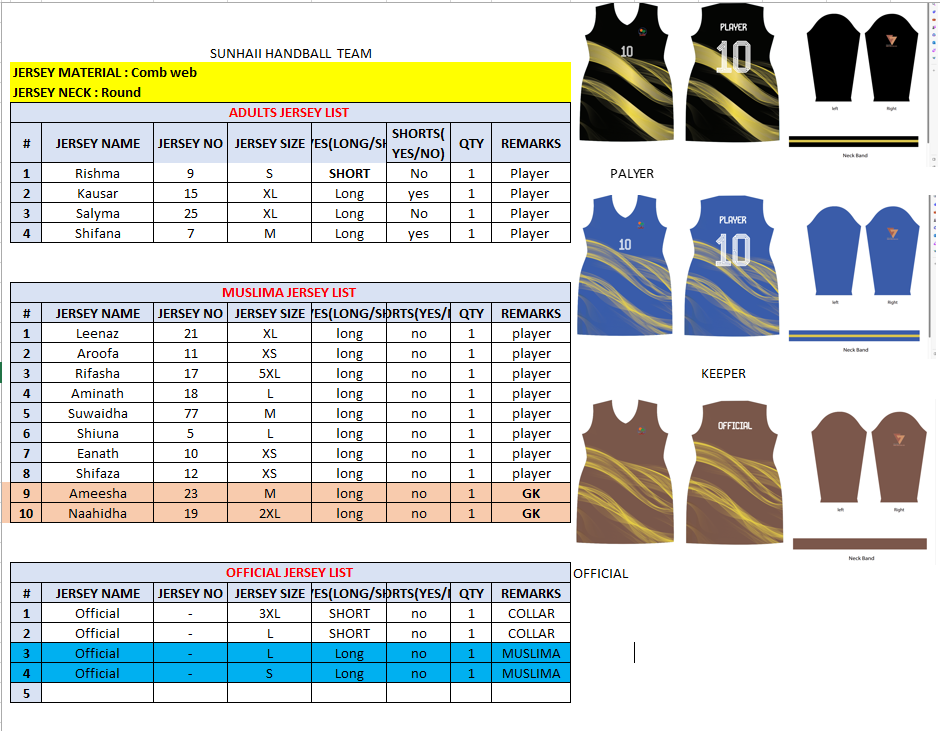 SUNHAII HANDBALL TEAM
JERSEY MATERIAL : Comb web
JERSEY NECK : Round
ADULTS JERSEY LIST
# JERSEY NAME JERSEY NO JERSEY SIZE VES(LONG/SH SHORTS( YES/NO) QTY REMARKS
1 Rishma 9 S SHORT No 1 Player
2 Kausar 15 XL Long yes 1 Player
3 Salyma 25 XL Long No 1 Player
4 Shifana 7 M Long yes 1 Player
MUSLIMA JERSEY LIST
# JERSEY NAME JERSEY NO JERSEY SIZE VES(LONG/SH ORTS(YES/N QTY REMARKS
1 Leenaz 21 XL long no 1 player
2 Aroofa 11 XS long no 1 player
3 Rifasha 17 5XL long no 1 player
4 Aminath 18 L long no 1 player
5 Suwaidha 77 M long no 1 player
6 Shiuna 5 L long no 1 player
7 Eanath 10 XS long no 1 player
8 Shifaza 12 XS long no 1 player
9 Ameesha 23 M long no 1 GK
10 Naahidha 19 2XL long no 1 GK
OFFICIAL JERSEY LIST
# JERSEY NAME JERSEY NO JERSEY SIZE VES(LONG/SH ORTS(YES/N QTY REMARKS
1 Official - 3XL SHORT no 1 COLLAR
2 Official - L SHORT no 1 COLLAR
3 Official - L Long no 1 MUSLIMA
4 Official - S Long no 1 MUSLIMA
5
10
PLAYER
10
left
Right
Neck Band
PALYER
10
PLAYER
10
left
Right
Neck Band
KEEPER
OFFICIAL
left
Right
Neck Band
OFFICIAL